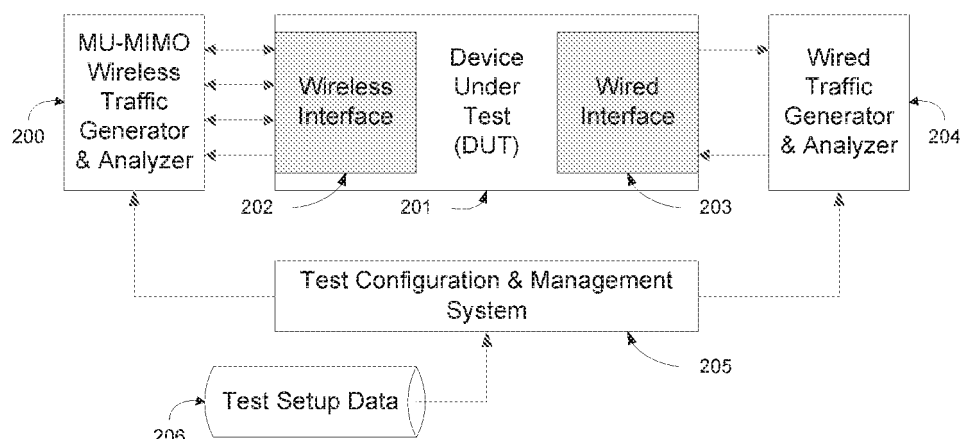 MU-MIMO
Wireless
Traffic
Generator
& Analyzer
200
Wireless
Interface
202
Device
Under
Test
(DUT)
201
Wired
Interface
203
Wired
Traffic
Generator
& Analyzer
204
Test Configuration & Management
System
205
Test Setup Data
206